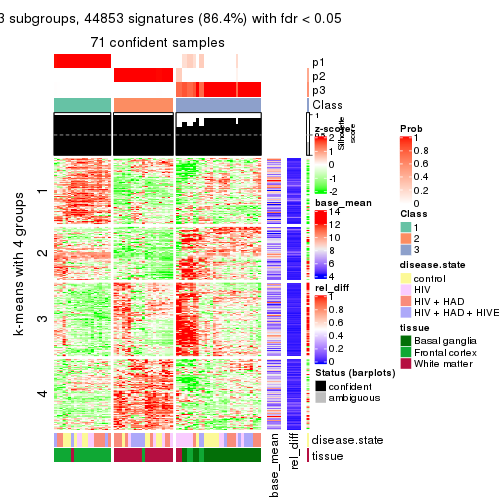 3 subgroups, 44853 signatures (86.4%) with fdr < 0.05
71 confident samples
p1
p2
p3
Class
1
Silhouette
score
k-means with 4 groups
1
2
3
4
z-score
2
1
0
-1
-2
base_mean
14
12
10
8
6
4
rel_diff
1
0.8
0.6
0.4
0.2
0
Status (barplots)
confident
ambiguous
Prob
1
0.8
0.6
0.4
0.2
0
Class
1
2
3
disease.state
control
HIV
HIV + HAD
HIV + HAD + HIVE
tissue
Basal ganglia
Frontal cortex
White matter
disease.state
tissue
base_mean
rel_diff